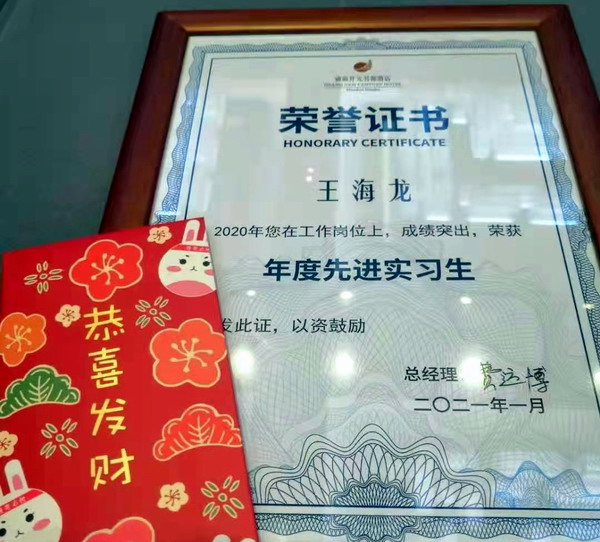 荣誉证书
HONORARY CERTIFICATE
王海龙
2020年您在工作岗位上，成绩突出，荣获
年度先进实习生
发此证，以资鼓励
总经理
二〇二一年一月
恭喜发财